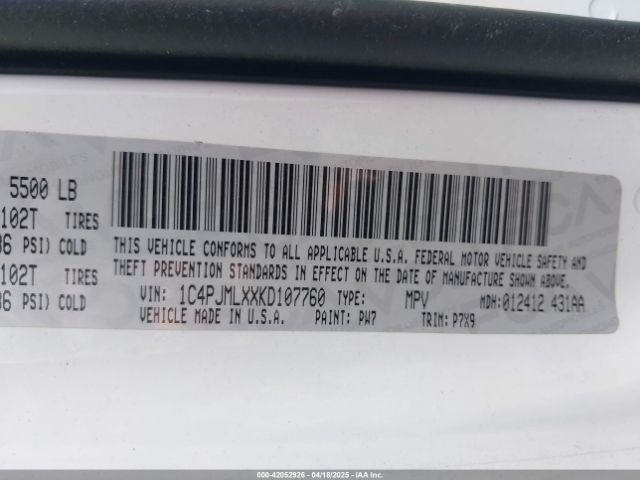 5500 LB
102T TIRES
36 PSI) COLD
102T TIRES
36 PSI) COLD
THIS VEHICLE CONFORMS TO ALL APPLICABLE U.S.A. FEDERAL MOTOR VEHICLE SAFETY AND
THEFT PREVENTION STANDARDS IN EFFECT ON THE DATE OF MANUFACTURE SHOWN ABOVE.
VIN: 1C4PJMLXXKD107760 TYPE: MPV MDH:012412 431AA
VEHICLE MADE IN U.S.A. PAINT: PW7 TRIM: P7X9
000-42052926 - 04/18/2025 - IAA, Inc.